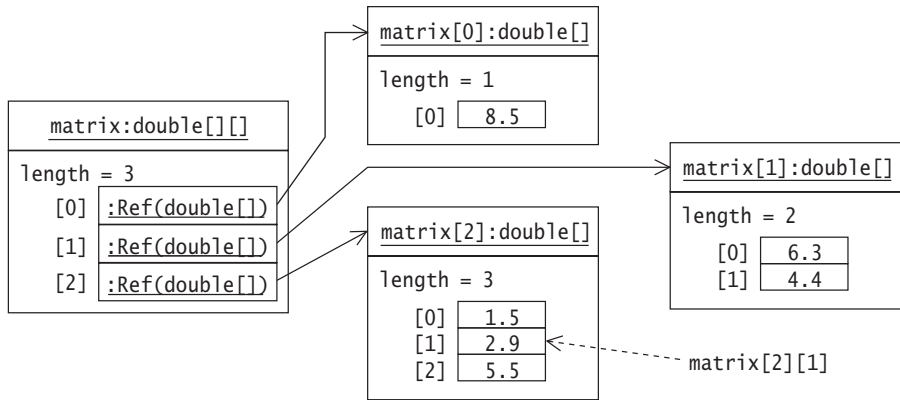 matrix:double[][]
length = 3
[0] :Ref(double[])
[1] :Ref(double[])
[2] :Ref(double[])
matrix[0]:double[]
length = 1
[0] 8.5
matrix[1]:double[]
length = 2
[0] 6.3
[1] 4.4
matrix[2]:double[]
length = 3
[0] 1.5
[1] 2.9
[2] 5.5
matrix[2][1]